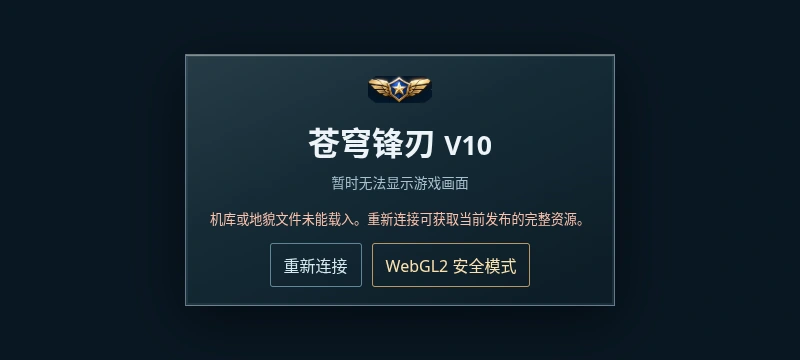 苍穹锋刃 V10
暂时无法显示游戏画面
机库或地貌文件未能载入。重新连接可获取当前发布的完整资源。
重新连接
WebGL2 安全模式